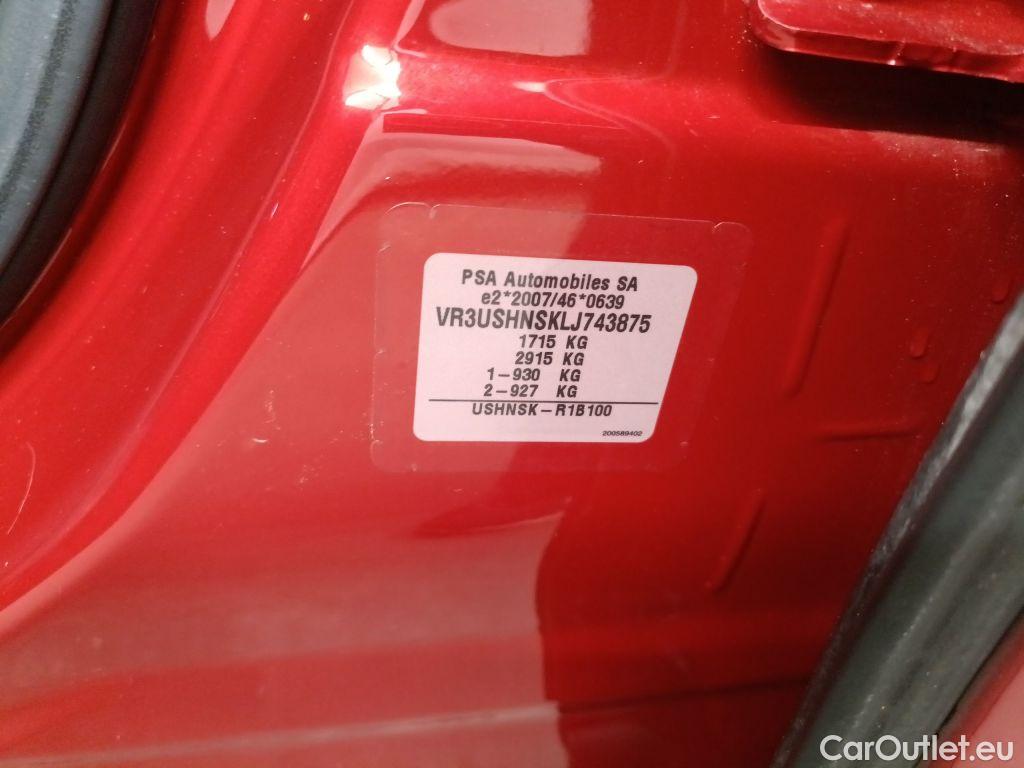 PSA Automobiles SA
e2*2007/46*0639
VR3USHNSKLJ743875
1715 KG
2915 KG
1-930 KG
2-927 KG
USHNSK-R1B100
200589402
CarOutlet.eu